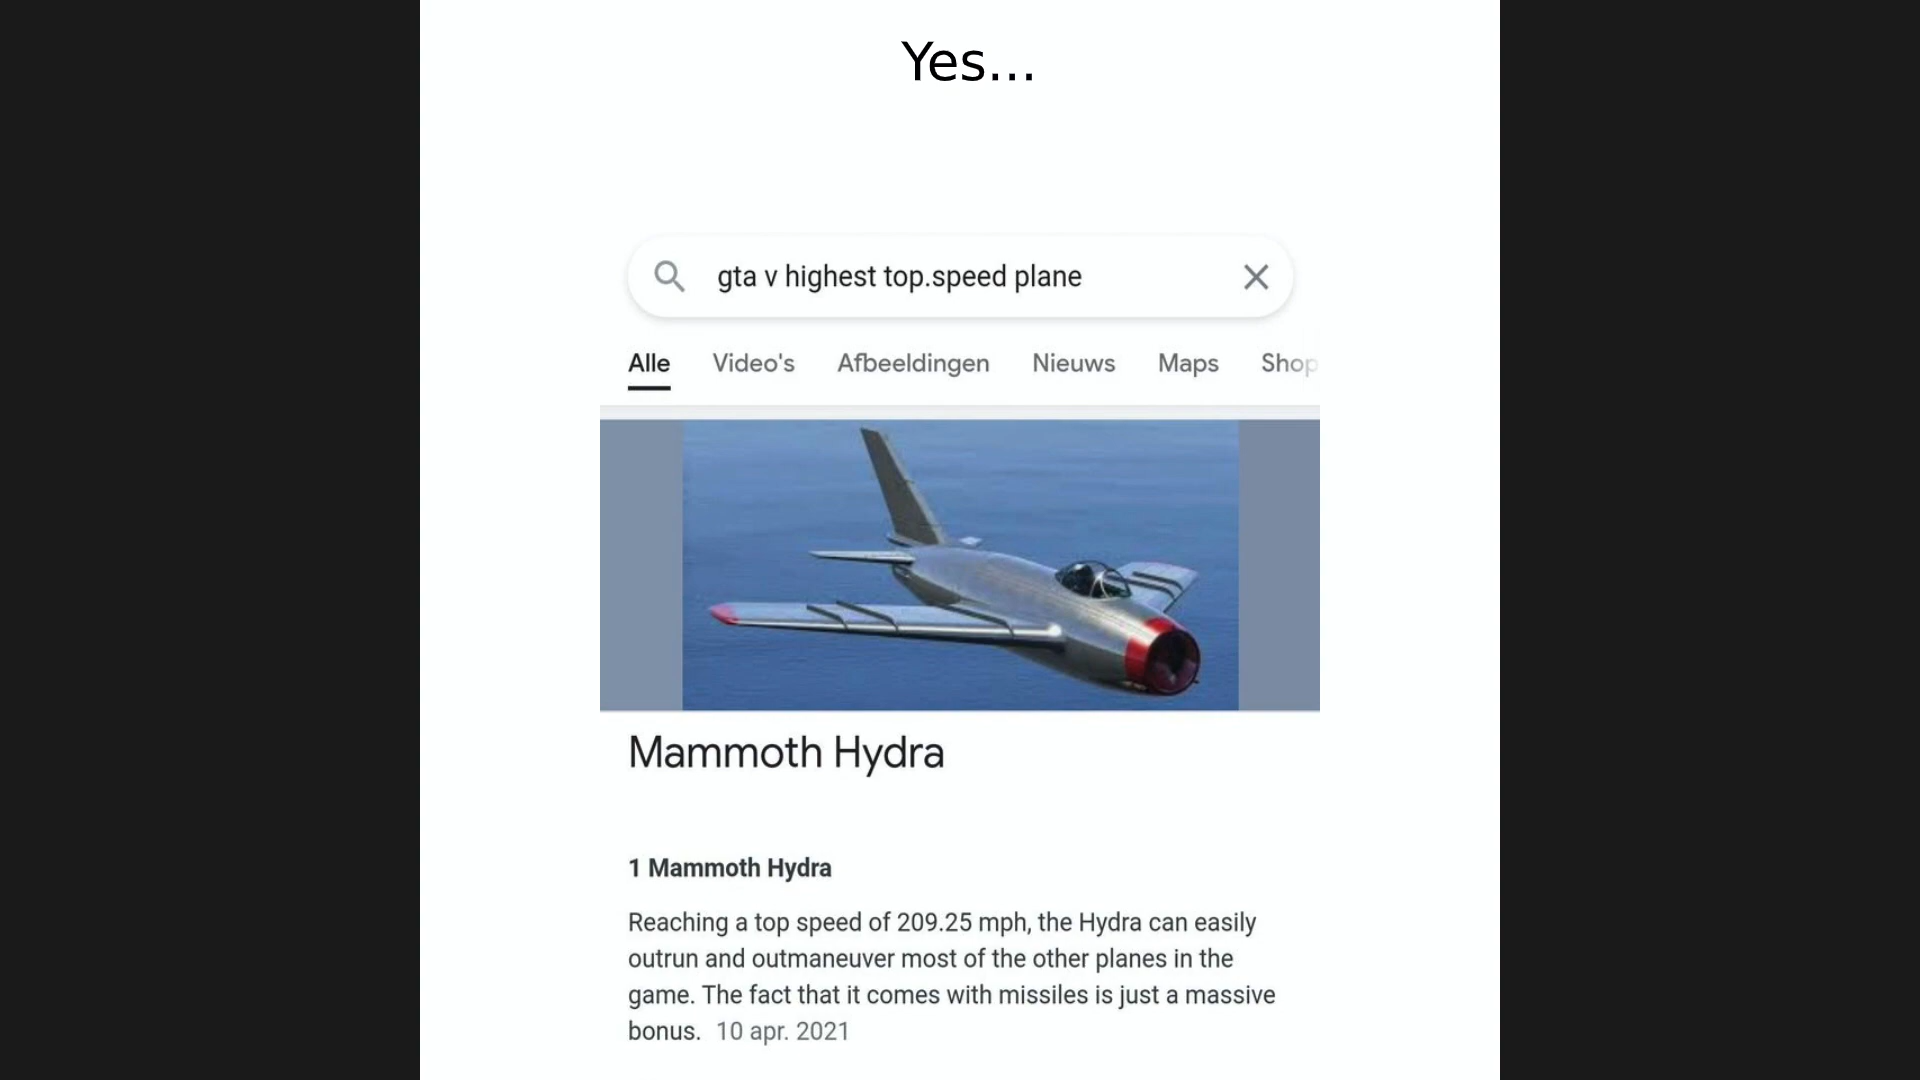 Yes...
gta v highest top.speed plane
Alle Video's Afbeeldingen Nieuws Maps Shop
Mammoth Hydra
1 Mammoth Hydra
Reaching a top speed of 209.25 mph, the Hydra can easily
outrun and outmaneuver most of the other planes in the
game. The fact that it comes with missiles is just a massive
bonus. 10 apr. 2021